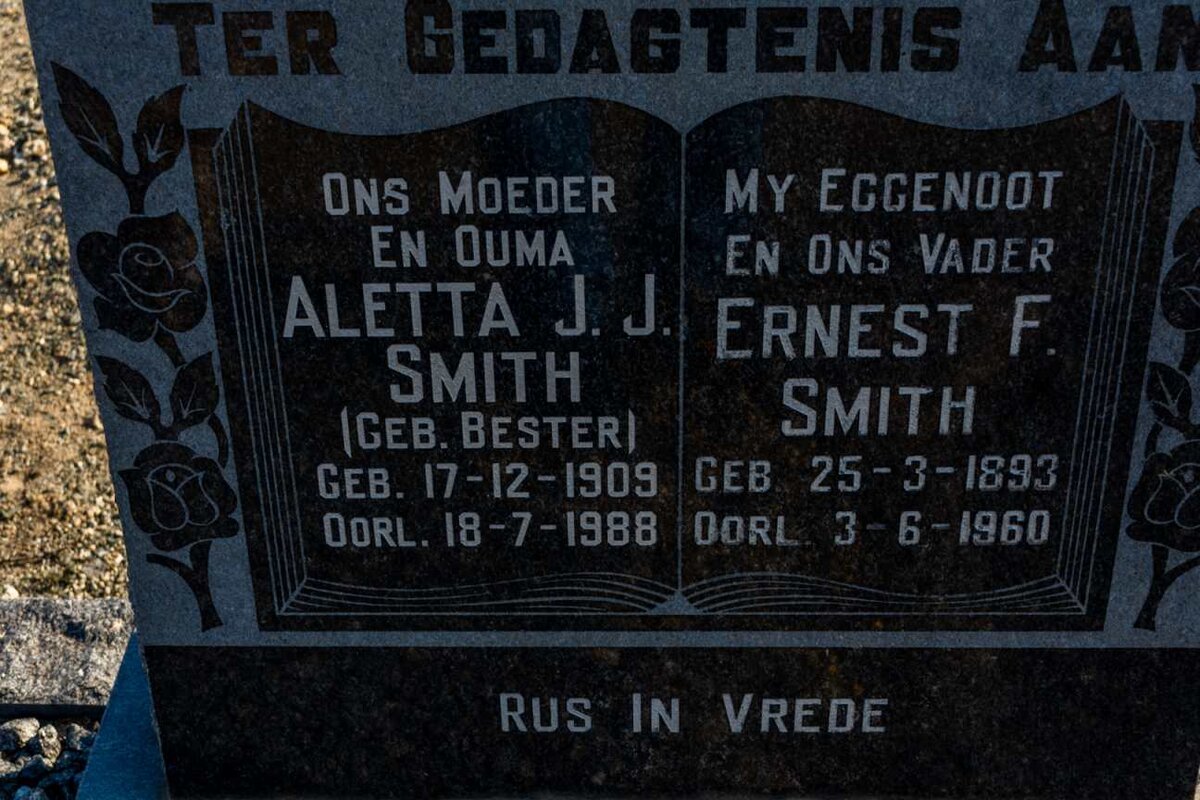 TER GEDAGTENIS AAN
ONS MOEDER
EN OUMA
ALETTA J. J.
SMITH
(GEB. BESTER)
GEB. 17-12-1909
OORL. 18-7-1988
MY EGGENOOT
EN ONS VADER
ERNEST F.
SMITH
GEB 25-3-1893
OORL. 3-6-1960
RUS IN VREDE